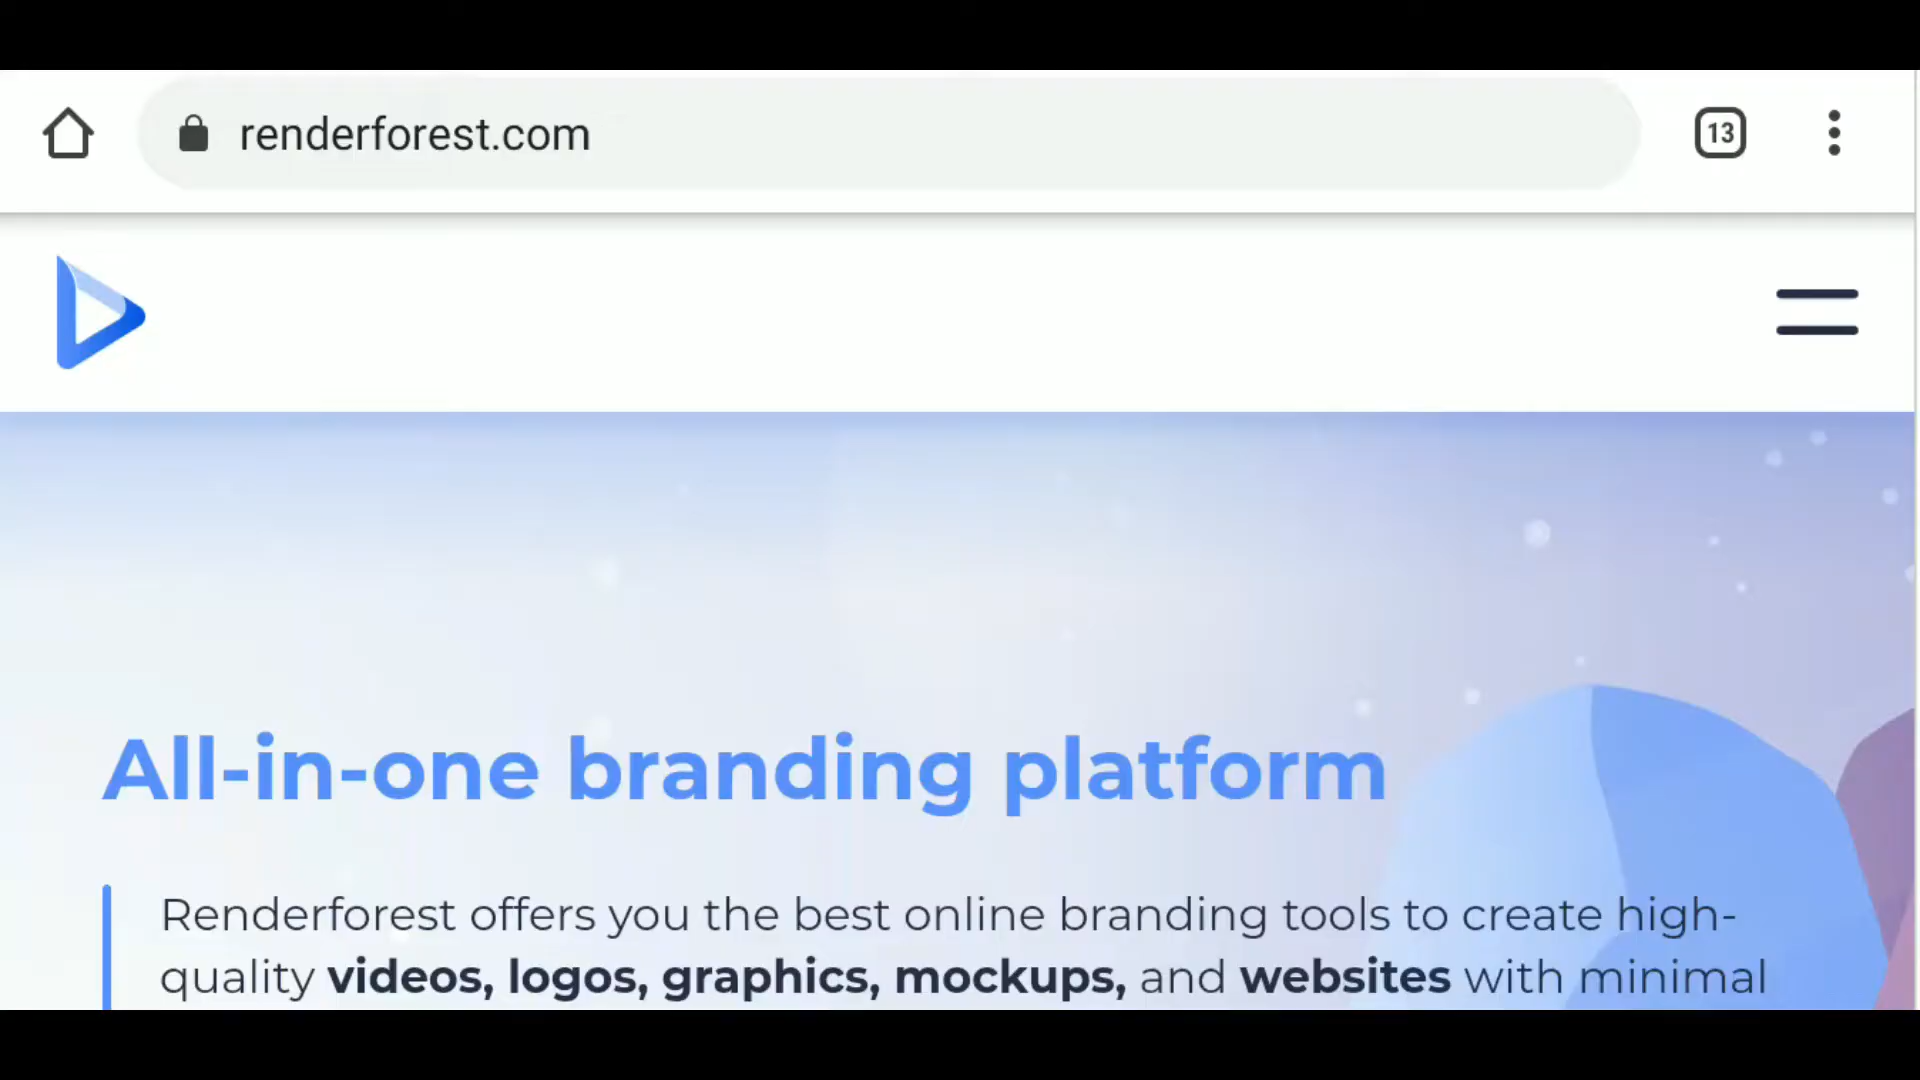 renderforest.com
13
All-in-one branding platform
Renderforest offers you the best online branding tools to create high-
quality videos, logos, graphics, mockups, and websites with minimal